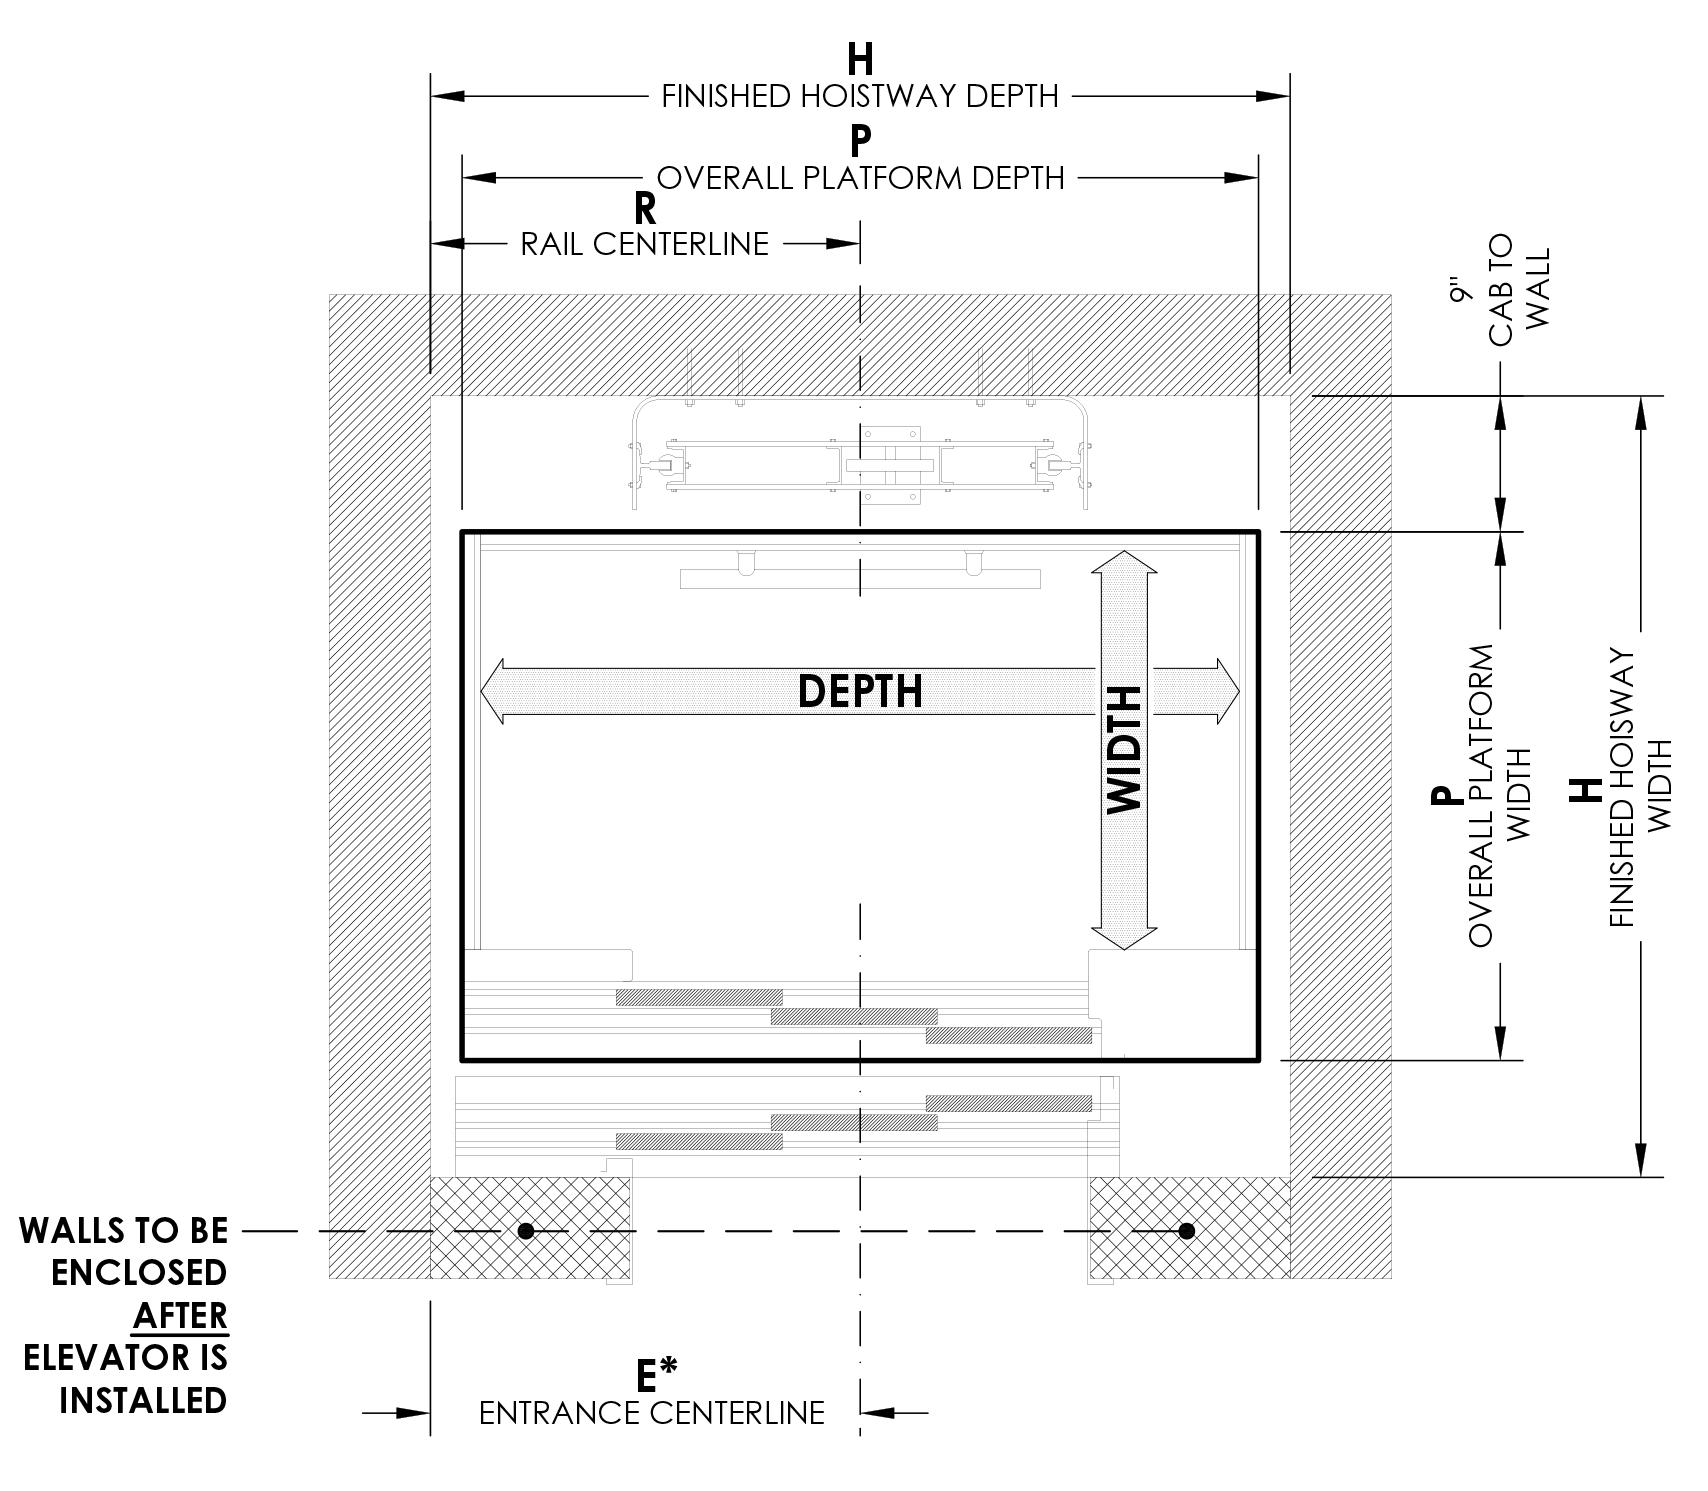 H
FINISHED HOISTWAY DEPTH
P
OVERALL PLATFORM DEPTH
R
RAIL CENTERLINE
9"
CAB TO
WALL
DEPTH
WIDTH
P
OVERALL PLATFORM
WIDTH
H
FINISHED HOISWAY
WIDTH
WALLS TO BE
ENCLOSED
AFTER
ELEVATOR IS
INSTALLED
E*
ENTRANCE CENTERLINE